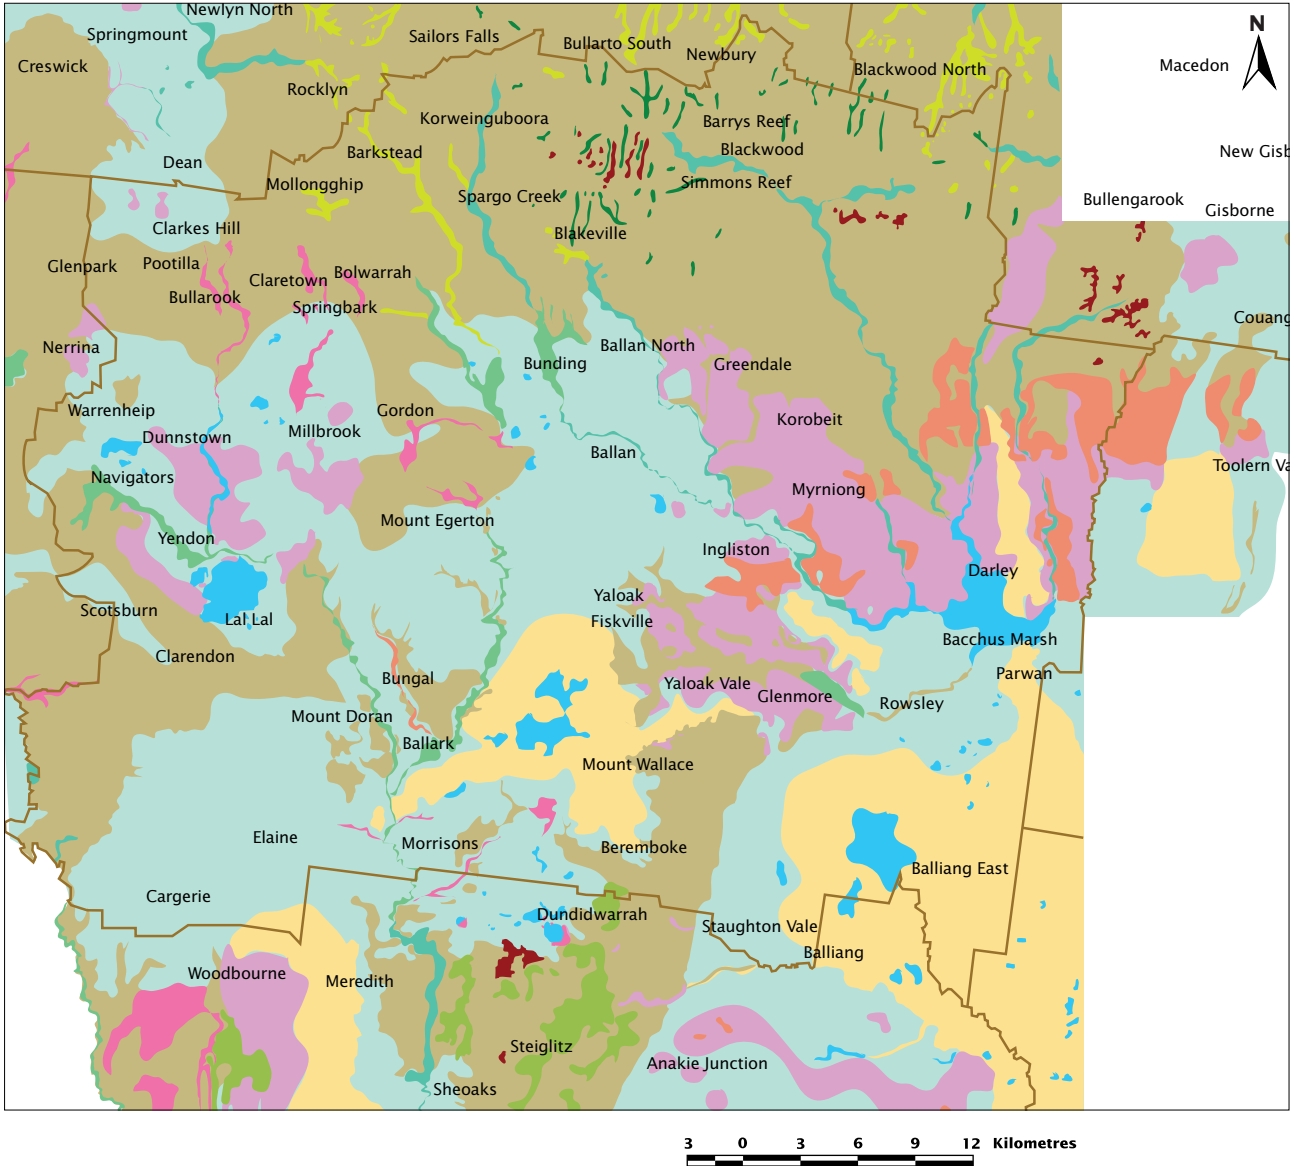 Newlyn North
Springmount
Sailors Falls
Bullarto South
Newbury
N
Creswick
Macedon
Blackwood North
Rocklyn
Korweinguboora
Barrys Reef
Blackwood
New Gisb
Dean
Barkstead
Mollongghip
Simmons Reef
Spargo Creek
Bullengarook
Gisborne
Clarkes Hill
Blakeville
Glenpark
Pootilla
Claretown
Bolwarrah
Bullarook
Springbark
Couang
Nerrina
Ballan North
Bunding
Greendale
Warrenheip
Gordon
Korobeit
Dunnstown
Millbrook
Ballan
Toolern Va
Navigators
Myrniong
Mount Egerton
Yendon
Ingliston
Darley
Yaloak
Scotsburn
Lal Lal
Fiskville
Bacchus Marsh
Clarendon
Parwan
Bungal
Yaloak Vale
Glenmore
Rowsley
Mount Doran
Ballark
Mount Wallace
Elaine
Morrisons
Beremboke
Balliang East
Cargerie
Dundidwarrah
Staughton Vale
Balliang
Woodbourne
Meredith
Steiglitz
Anakie Junction
Sheoaks
3 0 3 6 9 12 Kilometres